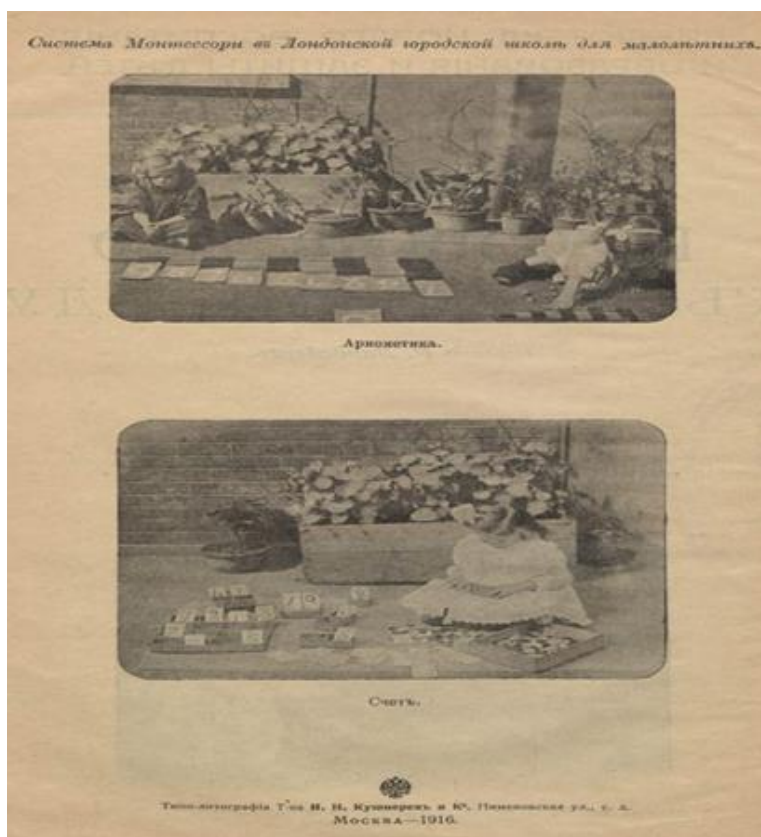 Система Монтессори въ Лондонской городской школѣ для малолѣтнихъ.
Ариѳметика.
Счетъ.
Типо-литографія Т-ва И. Н. Кушнеревъ и Кº. Пименовская ул., с. д.
Москва—1916.